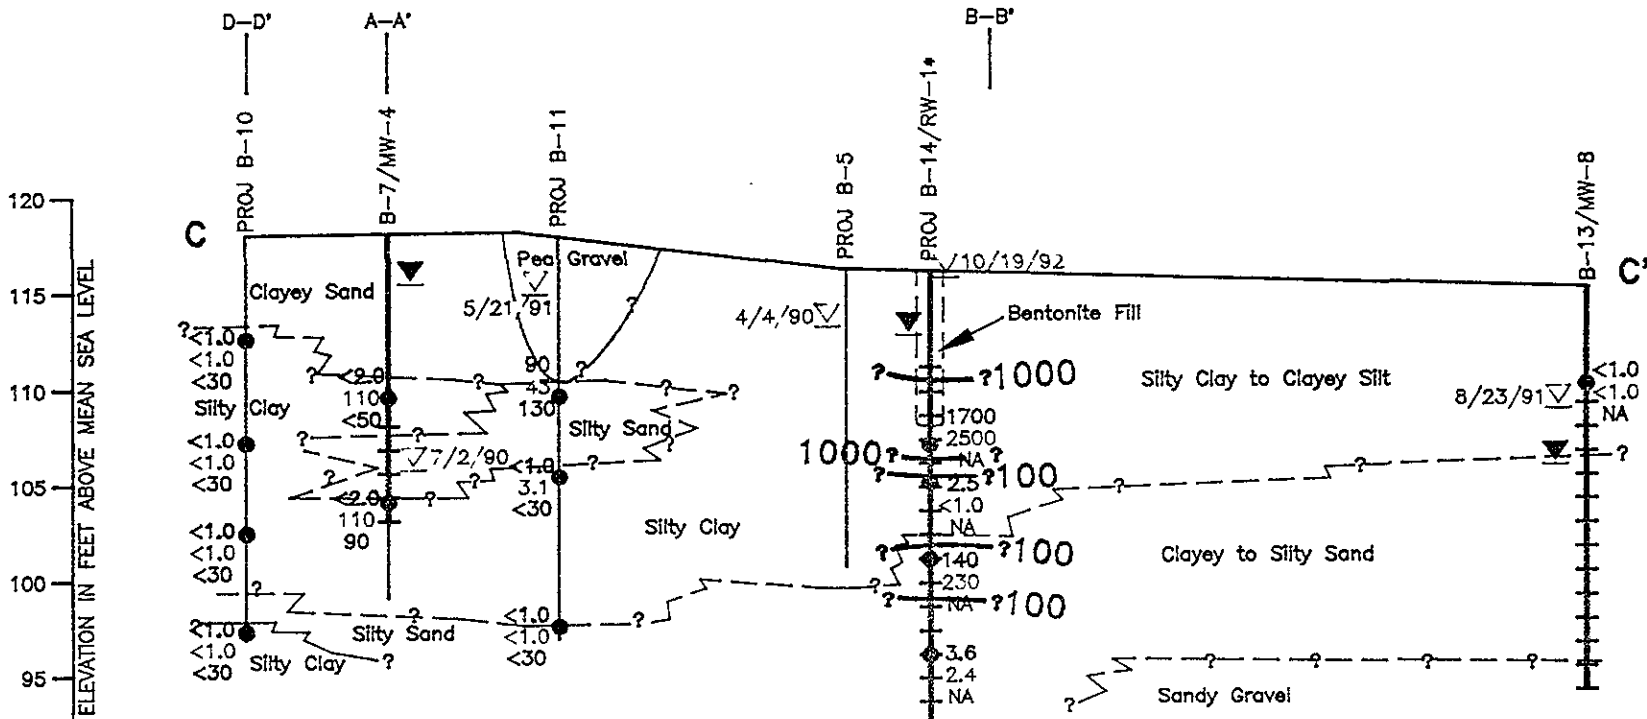 D-D'
A-A'
B-B'
PROJ B-10
B-7/MW-4
PROJ B-11
PROJ B-5
PROJ B-14/RW-1*
B-13/MW-8
ELEVATION IN FEET ABOVE MEAN SEA LEVEL
120
115
110
105
100
95
C
C'
Clayey Sand
Pea Gravel
5/21/91
4/4/90
10/19/92
Bentonite Fill
?
<1.0
<1.0
<30
Silty Clay
<1.0
<1.0
<30
<1.0
<1.0
<30
<1.0
<1.0
<30
Silty Clay
<2.0
110
<50
7/2/90
<2.0
110
90
Silty Sand
90
43
130
Silty Sand
<1.0
3.1
<30
Silty Clay
<1.0
<1.0
<30
? ?1000
1700
2500
NA
1000? ?
? ?100
2.5
<1.0
NA
? ?100
140
230
NA
? ?100
3.6
2.4
NA
Silty Clay to Clayey Silt
8/23/91
<1.0
<1.0
NA
Clayey to Silty Sand
Sandy Gravel